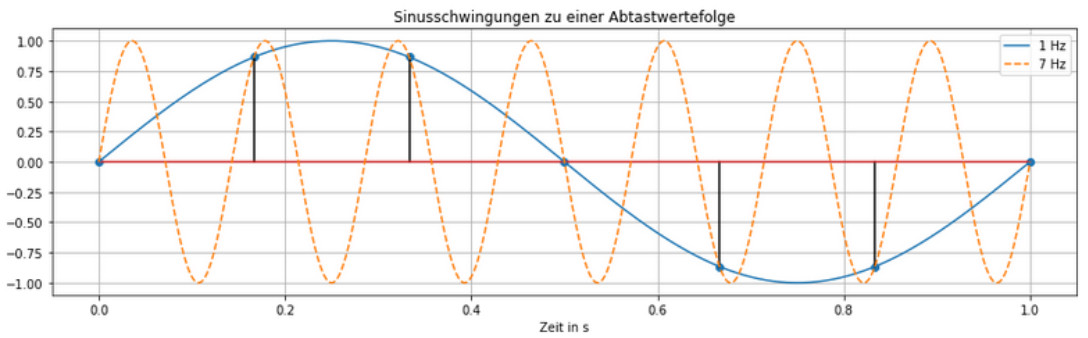 Sinusschwingungen zu einer Abtastwertefolge
1 Hz
7 Hz
1.00
0.75
0.50
0.25
0.00
−0.25
−0.50
−0.75
−1.00
0.0 0.2 0.4 0.6 0.8 1.0
Zeit in s